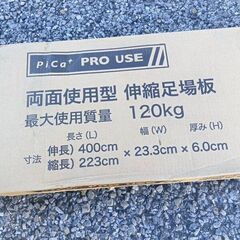 PiCa+ PRO USE
両面使用型 伸縮足場板
最大使用質量 120kg
長さ(L) 幅(W) 厚み(H)
寸法 伸長) 400cm × 23.3cm × 6.0cm
縮長) 223cm